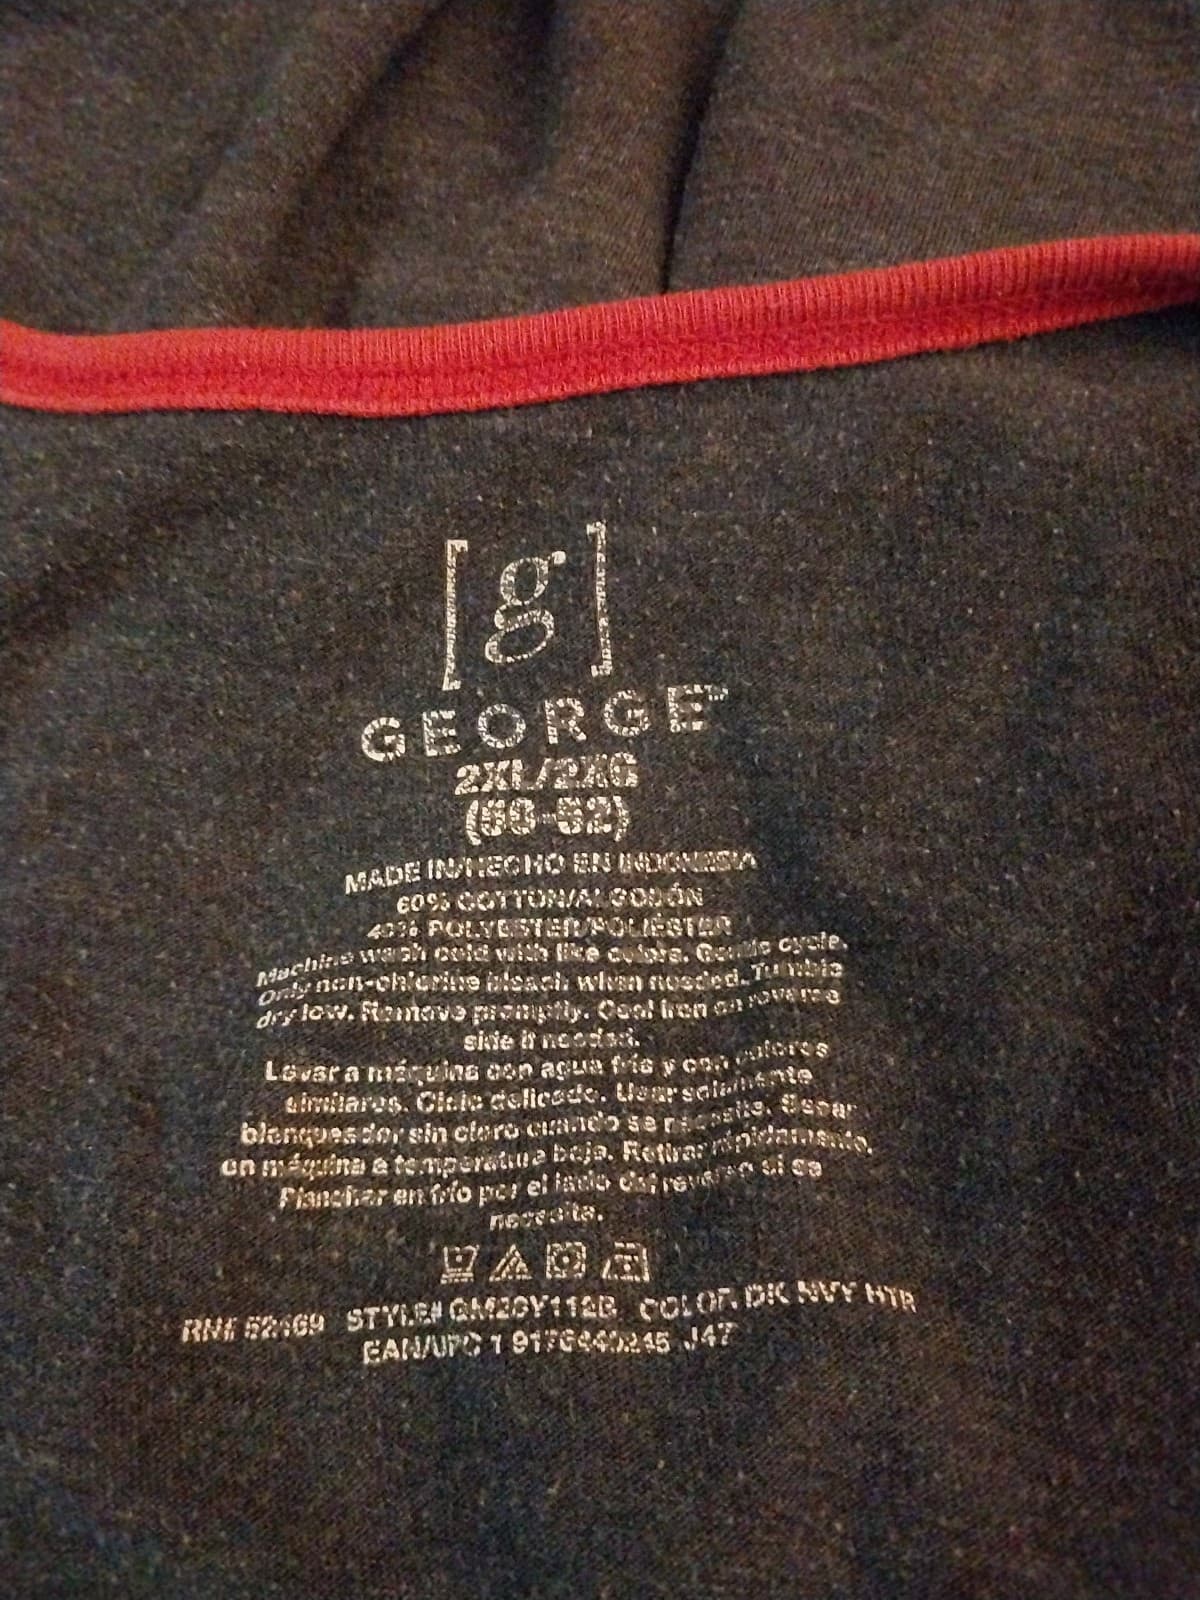 [g]
GEORGE™
2XL/2XG
(50-52)
MADE IN/HECHO EN INDONESIA
60% COTTON/ALGODÓN
40% POLYESTER/POLIÉSTER
Machine wash cold with like colors. Gentle cycle.
Only non-chlorine bleach when needed. Tumble
dry low. Remove promptly. Cool iron on reverse
side if needed.
Lavar a máquina con agua fría y con colores
similares. Ciclo delicado. Usar solamente
blanqueador sin cloro cuando se necesite. Secar
en máquina a temperatura baja. Retirar rápidamente.
Planchar en frío por el lado del reverso si se
necesita.
RN# 52469 STYLE# COLOR DK NVY HTR
EAN/UPC J47